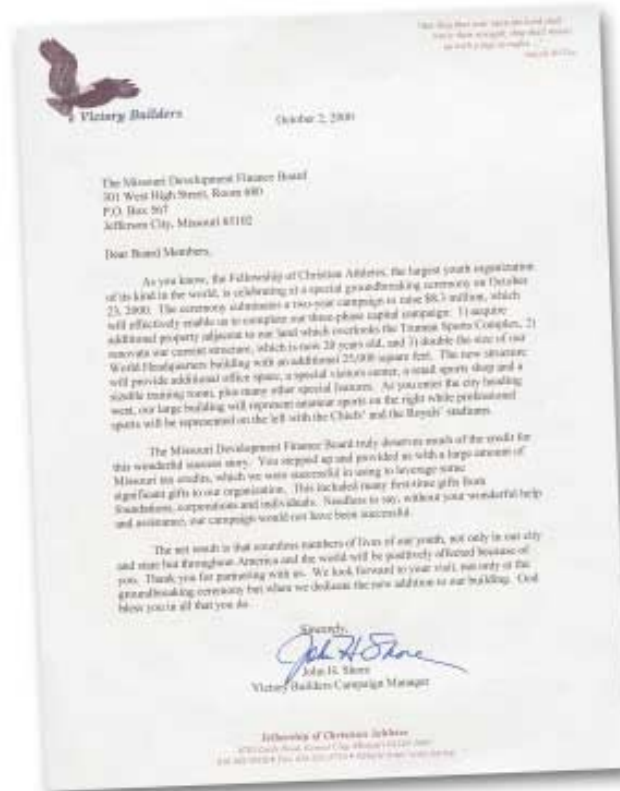 Victory Builders
October 2, 2000
The Missouri Development Finance Board
301 West High Street, Room 680
P.O. Box 567
Jefferson City, Missouri 65102
Dear Board Members,
As you know, the Fellowship of Christian Athletes, the largest youth organization
of its kind in the world, is celebrating at a special groundbreaking ceremony on October
23, 2000. The ceremony culminates a two-year campaign to raise $8.3 million, which
will effectively enable us to complete our three-phase capital campaign: 1) acquire
additional property adjacent to our land which overlooks the Truman Sports Complex, 2)
renovate our current structure, which is now 20 years old, and 3) double the size of our
World Headquarters building with an additional 25,000 square feet. The new structure
will provide additional office space, a special visitors center, a small sports shop and a
sizable training room, plus many other special features. As you enter the city heading
west, our large building will represent amateur sports on the right while professional
sports will be represented on the left with the Chiefs' and the Royals' stadiums.
The Missouri Development Finance Board truly deserves much of the credit for
this wonderful success story. You stepped up and provided us with a large amount of
Missouri tax credits, which we were successful in using to leverage some
significant gifts to our organization. This included many first-time gifts from
foundations, corporations and individuals. Needless to say, without your wonderful help
and assistance, our campaign would not have been successful.
The net result is that countless numbers of lives of our youth, not only in our city
and state but throughout America and the world will be positively affected because of
you. Thank you for partnering with us. We look forward to your visit, not only at the
groundbreaking ceremony but when we dedicate the new addition to our building. God
bless you in all that you do.
Sincerely,
John H Shore
John H. Shore
Victory Builders Campaign Manager
Fellowship of Christian Athletes